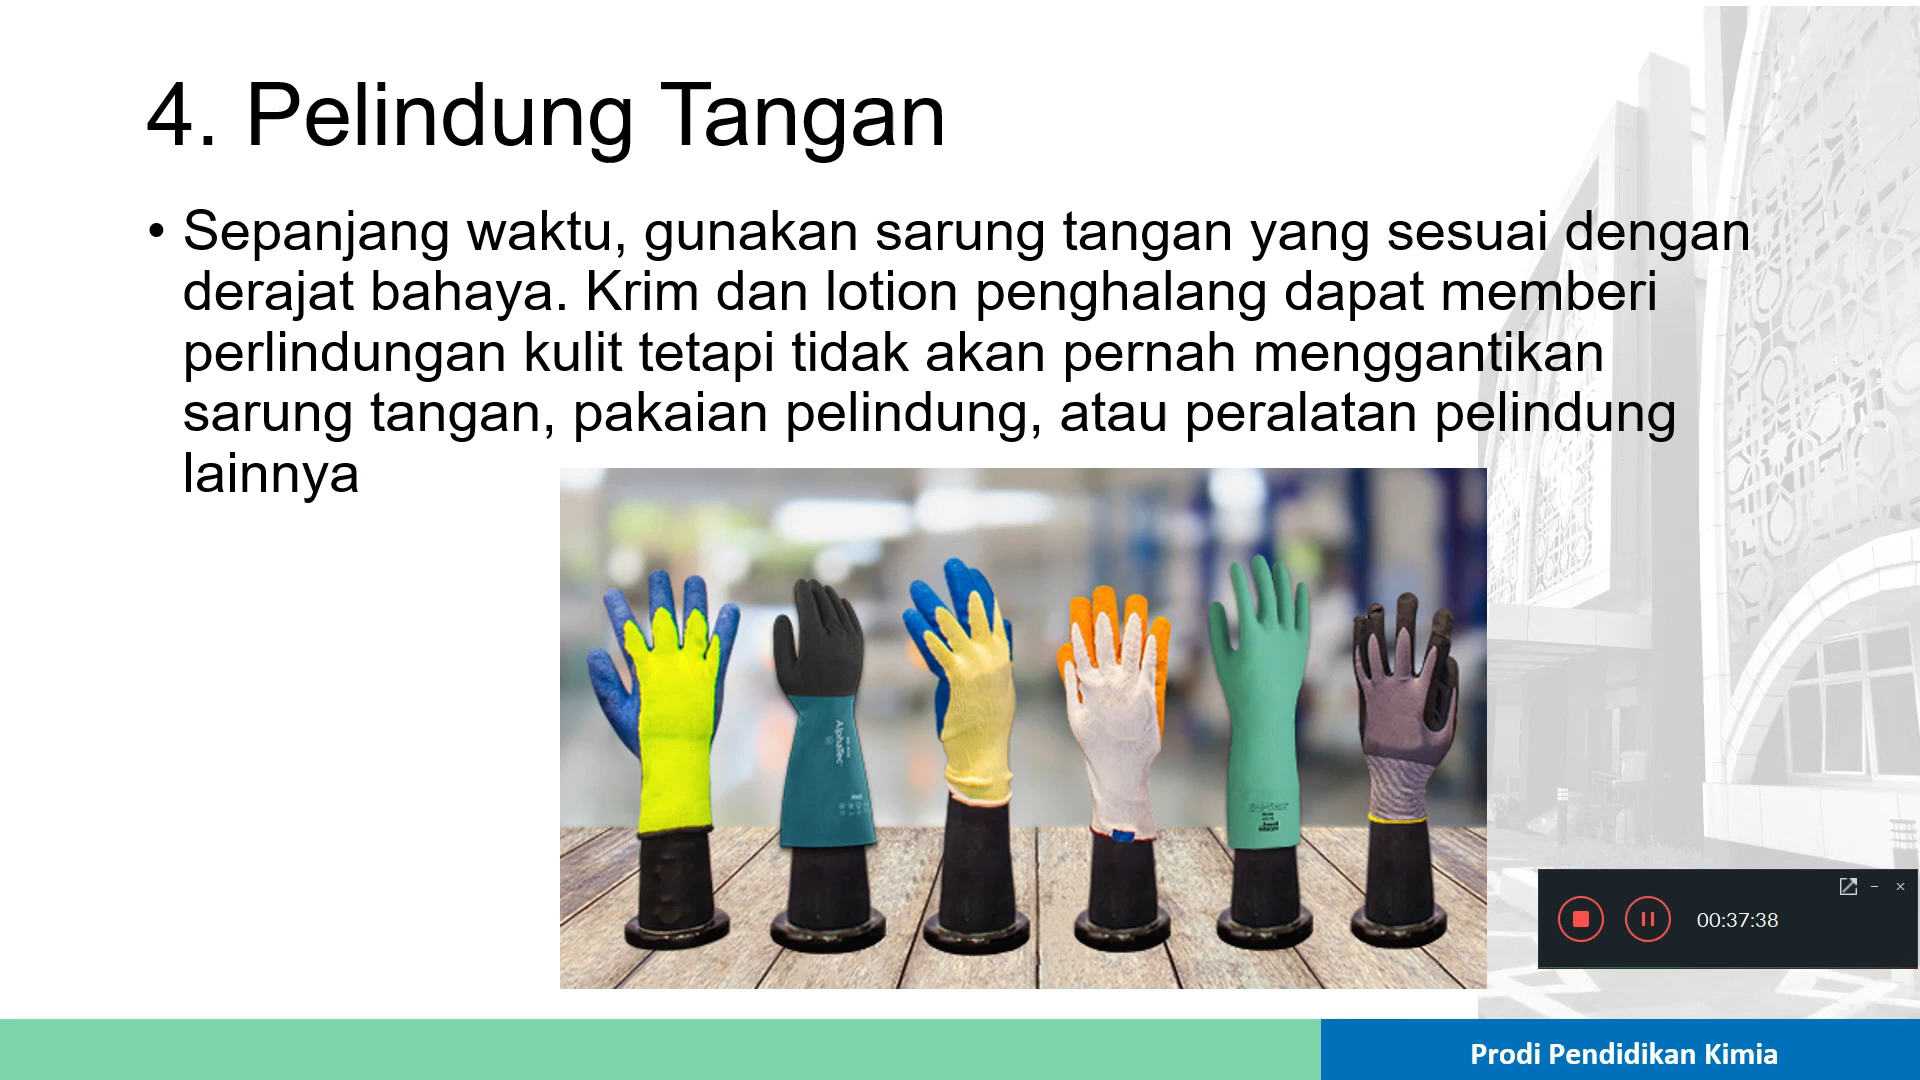 4. Pelindung Tangan
• Sepanjang waktu, gunakan sarung tangan yang sesuai dengan
derajat bahaya. Krim dan lotion penghalang dapat memberi
perlindungan kulit tetapi tidak akan pernah menggantikan
sarung tangan, pakaian pelindung, atau peralatan pelindung
lainnya
AlphaTec
00:37:38
Prodi Pendidikan Kimia